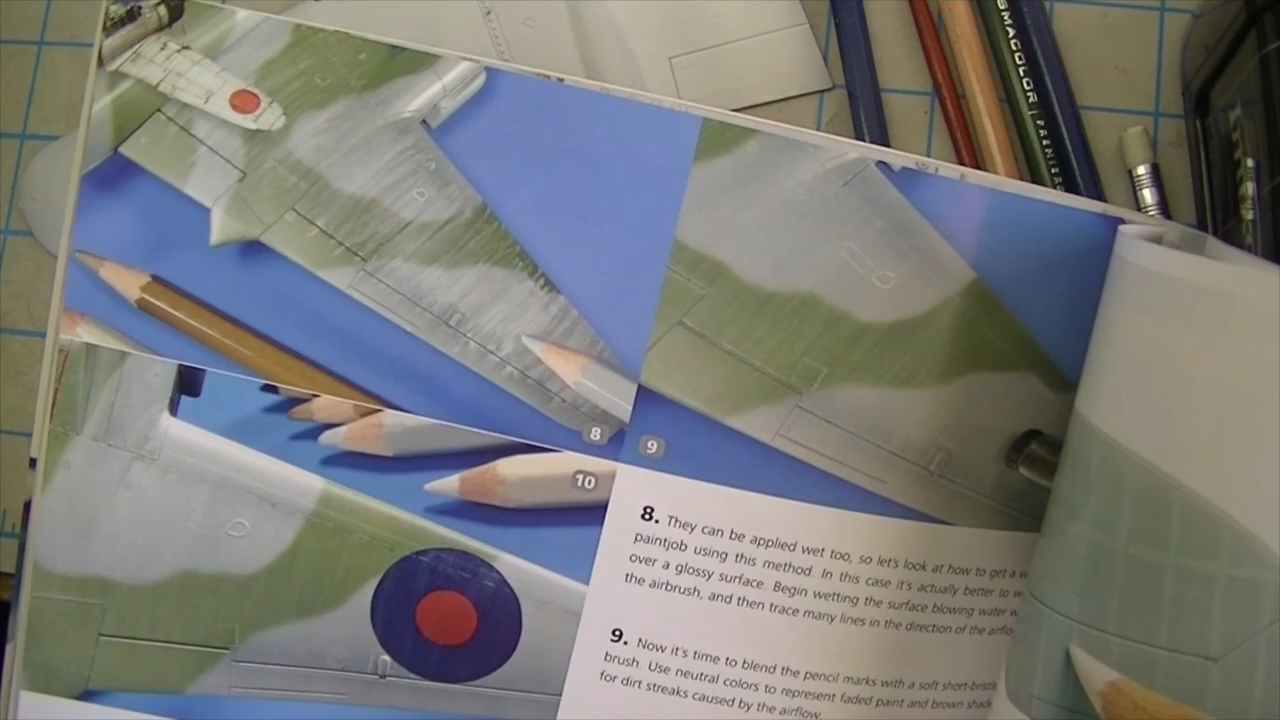 SMACOLOR | PREMIER
8
9
10
8. They can be applied wet too, so let's look at how to get a
paintjob using this method. In this case it's actually better to
over a glossy surface. Begin wetting the surface blowing water
the airbrush, and then trace many lines in the direction of the
9. Now it's time to blend the pencil marks with a soft
brush. Use neutral colors to represent faded paint and brown
for dirt streaks caused by the airflow.